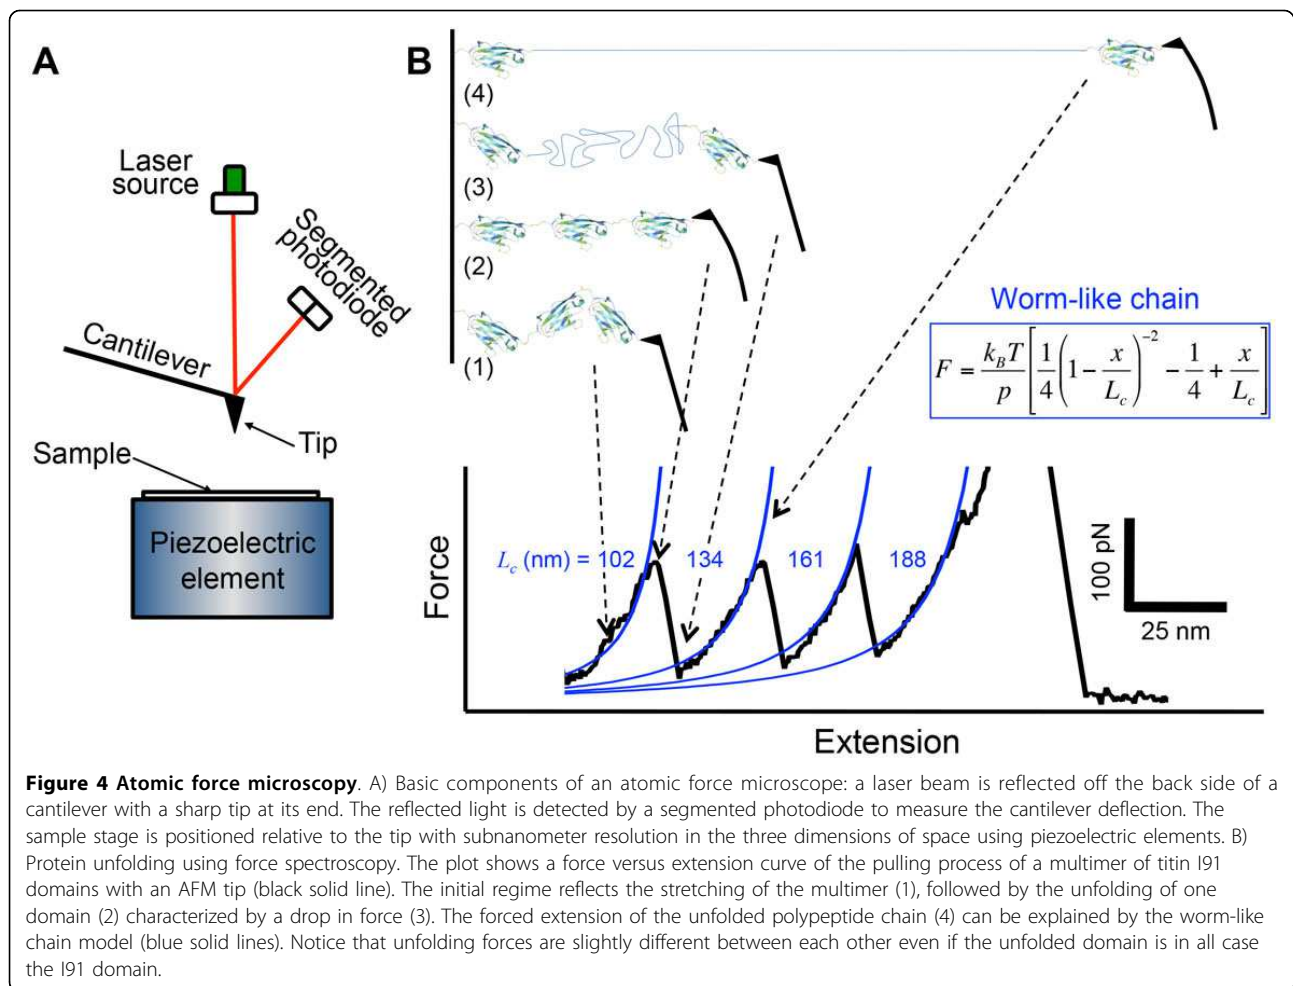 A
Laser
source
Segmented
photodiode
Cantilever
Tip
Sample
Piezoelectric
element
B
(4)
(3)
(2)
(1)
Worm-like chain
F = \frac{k_B T}{p} \left[ \frac{1}{4} \left( 1 - \frac{x}{L_c} \right)^{-2} - \frac{1}{4} + \frac{x}{L_c} \right]
L_c (nm) = 102 134 161 188
100 pN
25 nm
Force
Extension
Figure 4 Atomic force microscopy. A) Basic components of an atomic force microscope: a laser beam is reflected off the back side of a
cantilever with a sharp tip at its end. The reflected light is detected by a segmented photodiode to measure the cantilever deflection. The
sample stage is positioned relative to the tip with subnanometer resolution in the three dimensions of space using piezoelectric elements. B)
Protein unfolding using force spectroscopy. The plot shows a force versus extension curve of the pulling process of a multimer of titin I91
domains with an AFM tip (black solid line). The initial regime reflects the stretching of the multimer (1), followed by the unfolding of one
domain (2) characterized by a drop in force (3). The forced extension of the unfolded polypeptide chain (4) can be explained by the worm-like
chain model (blue solid lines). Notice that unfolding forces are slightly different between each other even if the unfolded domain is in all case
the I91 domain.